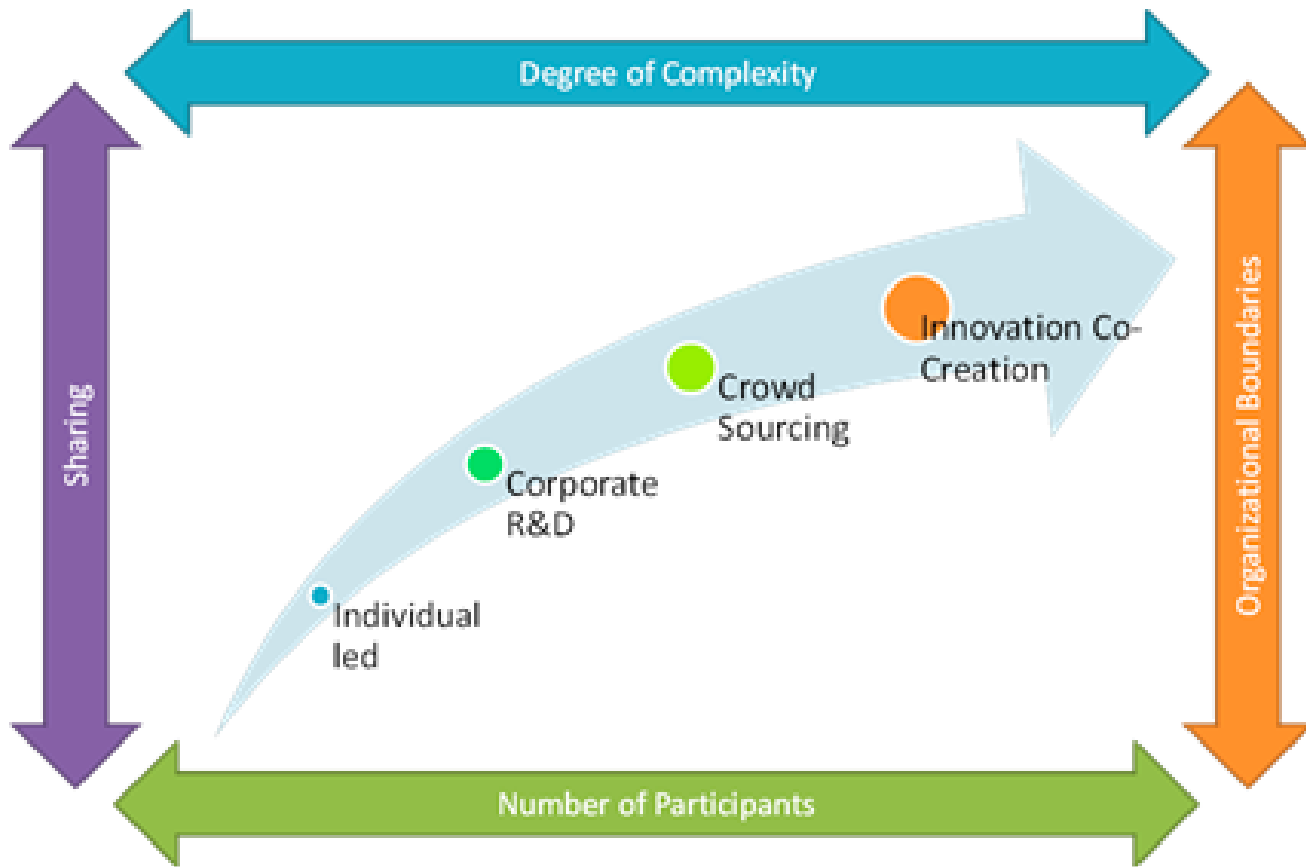 Degree of Complexity
Sharing
Organizational Boundaries
Innovation Co-
Creation
Crowd
Sourcing
Corporate
R&D
Individual
led
Number of Participants